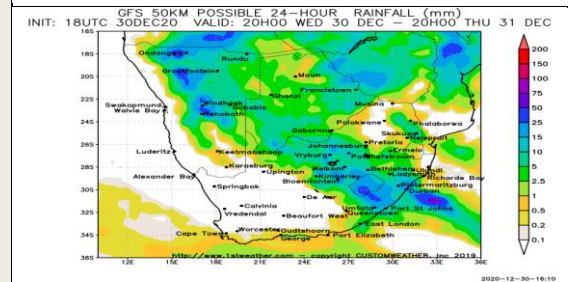 GFS 50KM POSSIBLE 24-HOUR RAINFALL (mm)
INIT: 18UTC 30DEC20 VALID: 20H00 WED 30 DEC - 20H00 THU 31 DEC
16S
18S
20S
22S
24S
26S
28S
30S
32S
34S
36S
Ondangwa
Rundu
Grootfontein
Maun
Ghanzi
Francistown
Windhoek
Gobabis
Swakopmund
Walvis Bay
Rehoboth
Musina
Polokwane
Phalaborwa
Gaborone
Skukuza
Nelspruit
Pretoria
Johannesburg
Luderitz
Keetmanshoop
Vryburg
Potchefstroom
Ermelo
Karasburg
Upington
Welkom
Bethlehem
Ulundi
Alexander Bay
Kimberley
Ladysmith
Richards Bay
Bloemfontein
Springbok
Pietermaritzburg
Durban
De Aar
Calvinia
Umtata
Port St Johns
Vredendal
Beaufort West
Queenstown
East London
Cape Town
Worcester
Oudtshoorn
George
Port Elizabeth
http://www.1stweather.com - copyright CUSTOMWEATHER, Inc 2019
12E 15E 18E 21E 24E 27E 30E 33E 36E
200
150
100
75
50
25
15
10
5
2.5
1
0.5
0.2
0.1
2020-12-30-16:10